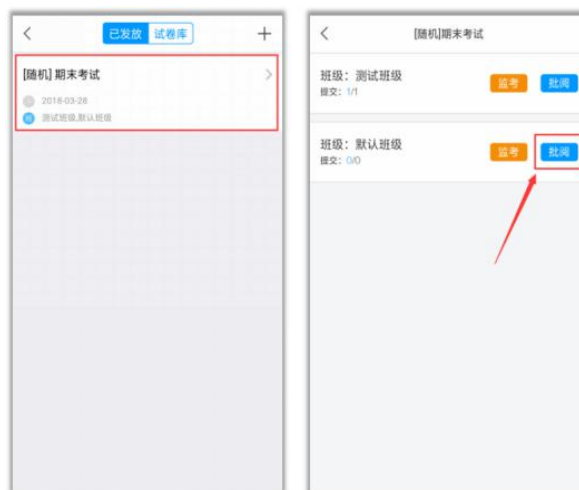 已发放 试卷库
[随机] 期末考试
2018-03-28
测试班级,默认班级
[随机]期末考试
班级：测试班级
提交：1/1
监考 批阅
班级：默认班级
提交：0/0
监考 批阅